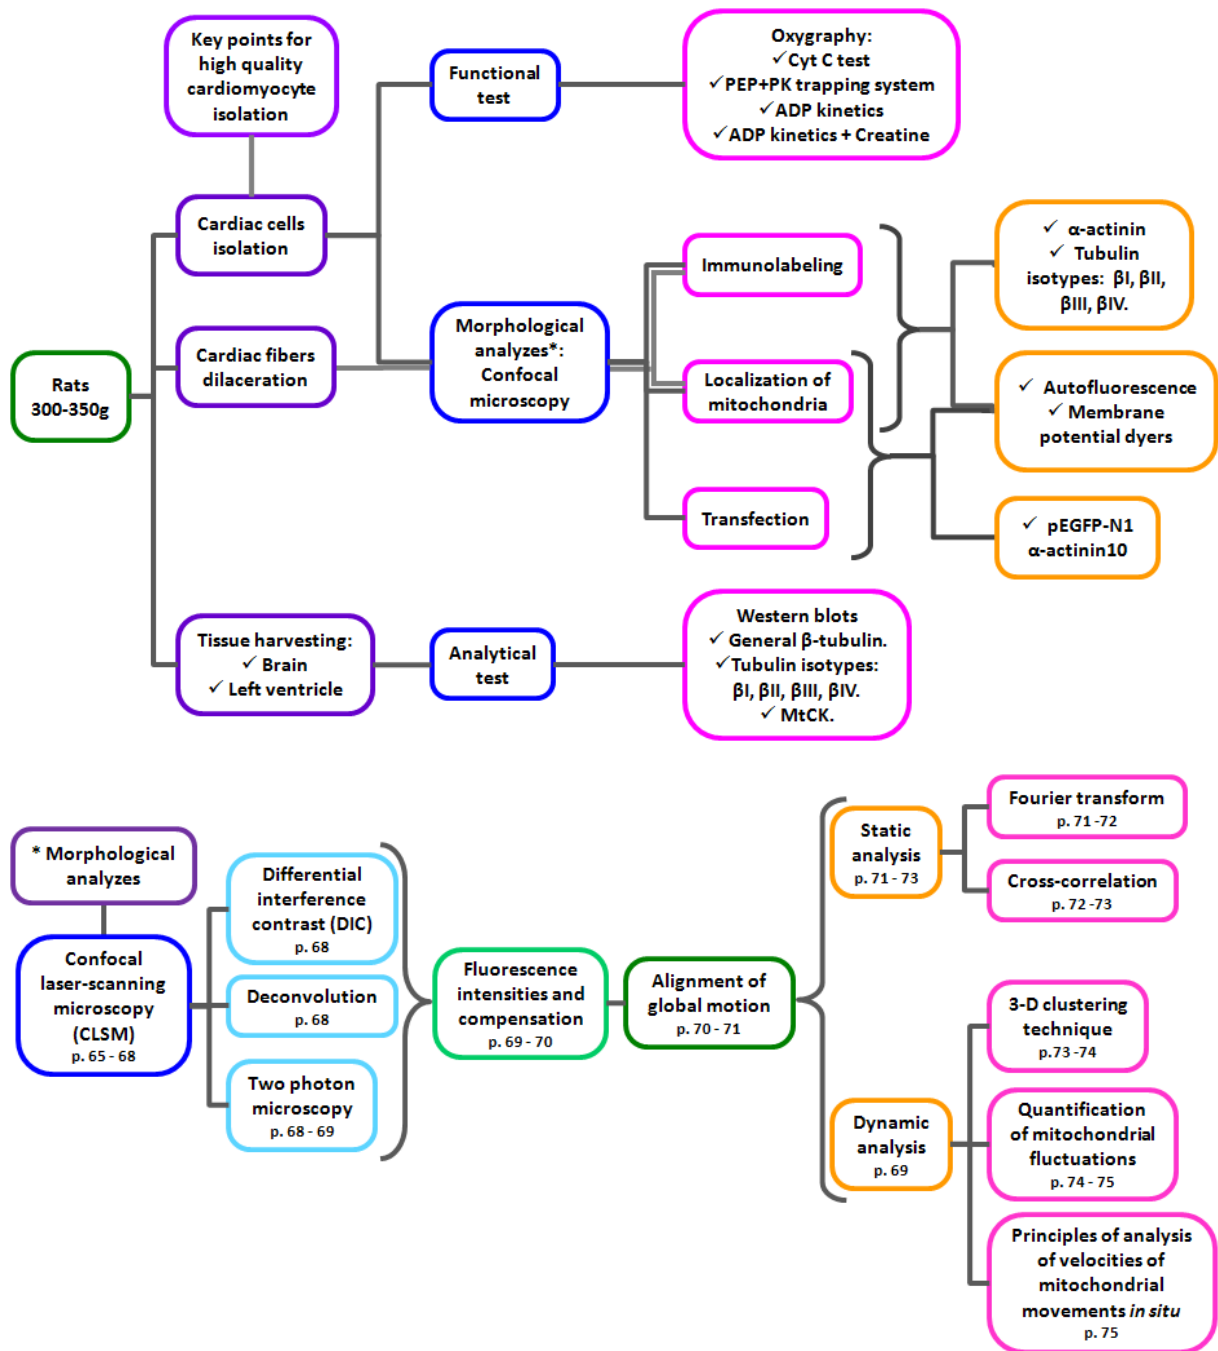 Key points for
high quality
cardiomyocyte
isolation
Functional
test
Oxygraphy:
✓Cyt C test
✓PEP+PK trapping system
✓ADP kinetics
✓ADP kinetics + Creatine
Cardiac cells
isolation
Immunolabeling
✓ α-actinin
✓ Tubulin
isotypes: βI, βII,
βIII, βIV.
Rats
300-350g
Cardiac fibers
dilaceration
Morphological
analyzes*:
Confocal
microscopy
Localization of
mitochondria
✓ Autofluorescence
✓ Membrane
potential dyers
Transfection
✓ pEGFP-N1
α-actinin10
Tissue harvesting:
✓ Brain
✓ Left ventricle
Analytical
test
Western blots
✓ General β-tubulin.
✓Tubulin isotypes:
βI, βII, βIII, βIV.
✓ MtCK.
* Morphological
analyzes
Confocal
laser-scanning
microscopy
(CLSM)
p. 65 - 68
Differential
interference
contrast (DIC)
p. 68
Deconvolution
p. 68
Two photon
microscopy
p. 68 - 69
Fluorescence
intensities and
compensation
p. 69 - 70
Alignment of
global motion
p. 70 - 71
Static
analysis
p. 71 - 73
Fourier transform
p. 71 -72
Cross-correlation
p. 72 -73
Dynamic
analysis
p. 69
3-D clustering
technique
p.73 -74
Quantification
of mitochondrial
fluctuations
p. 74 - 75
Principles of analysis
of velocities of
mitochondrial
movements in situ
p. 75